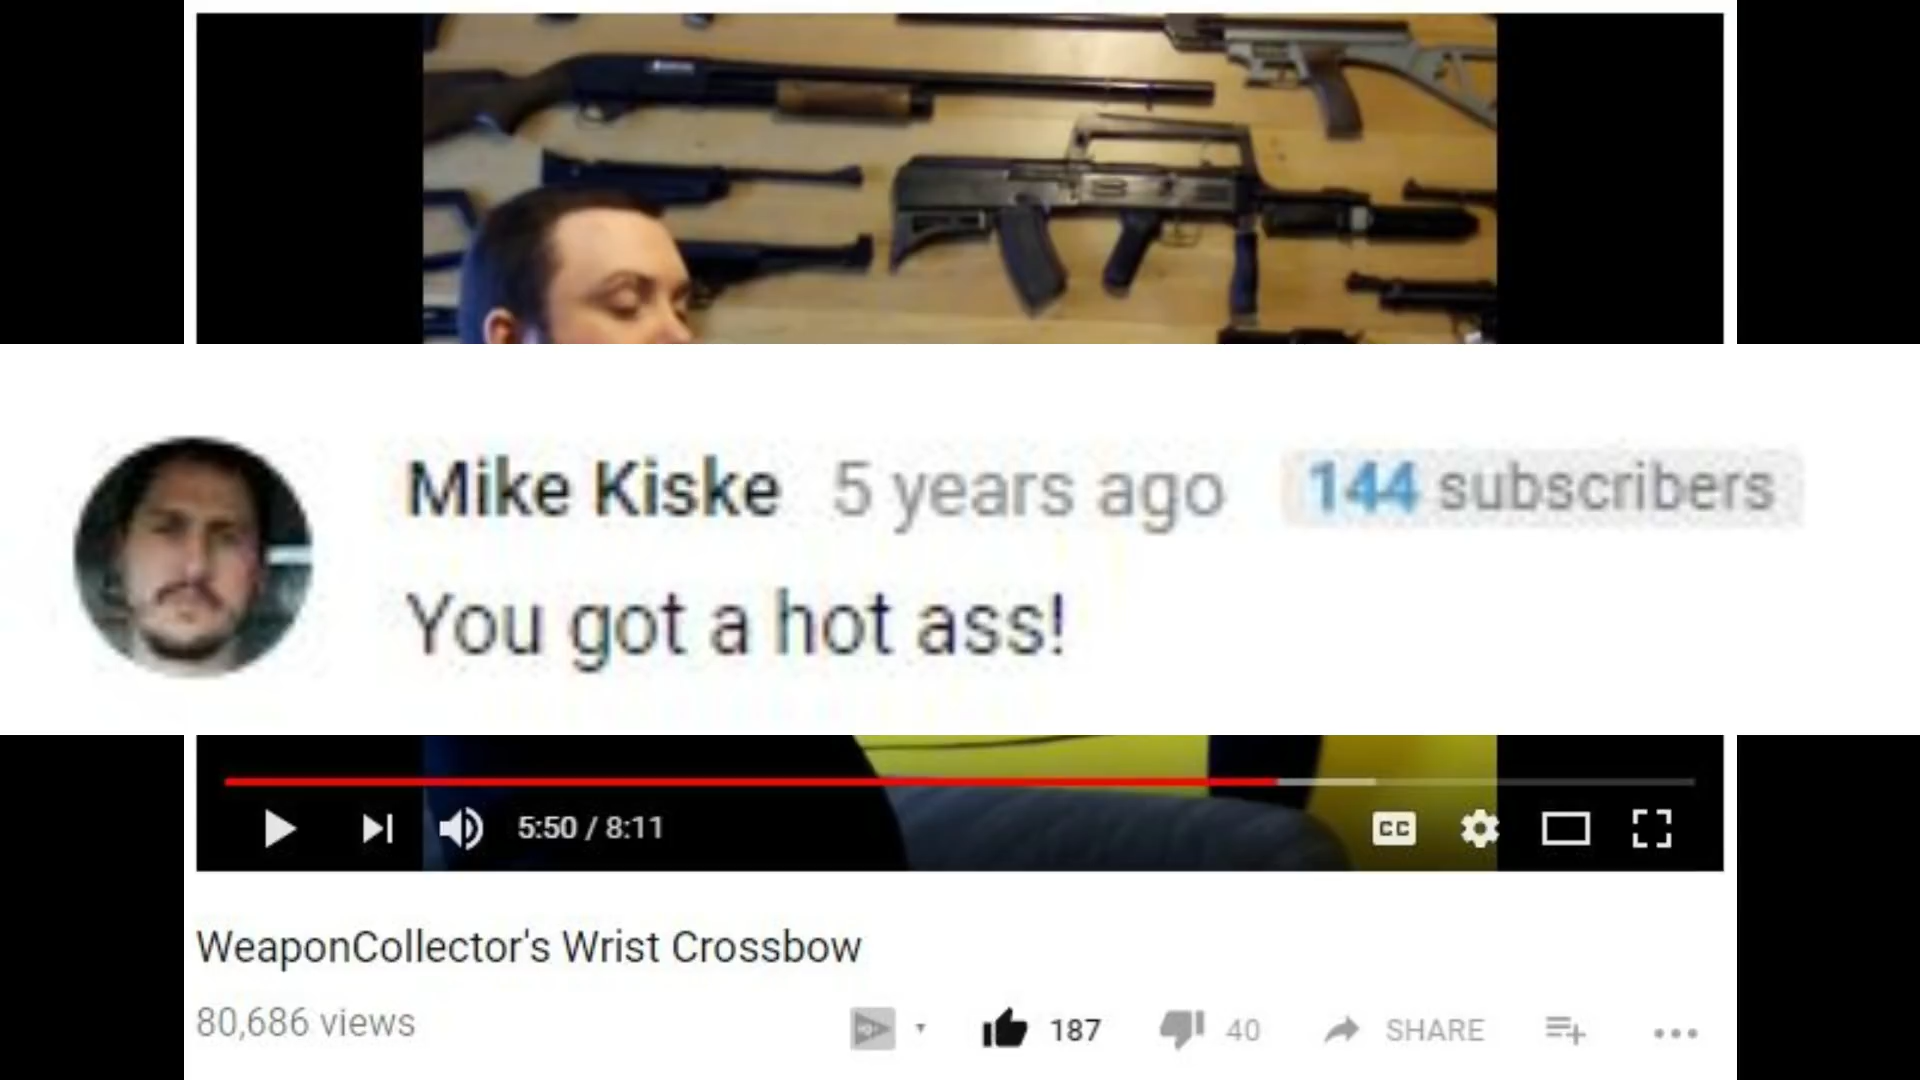 Mike Kiske 5 years ago 144 subscribers
You got a hot ass!
5:50 / 8:11
CC
WeaponCollector's Wrist Crossbow
80,686 views
187
40
SHARE